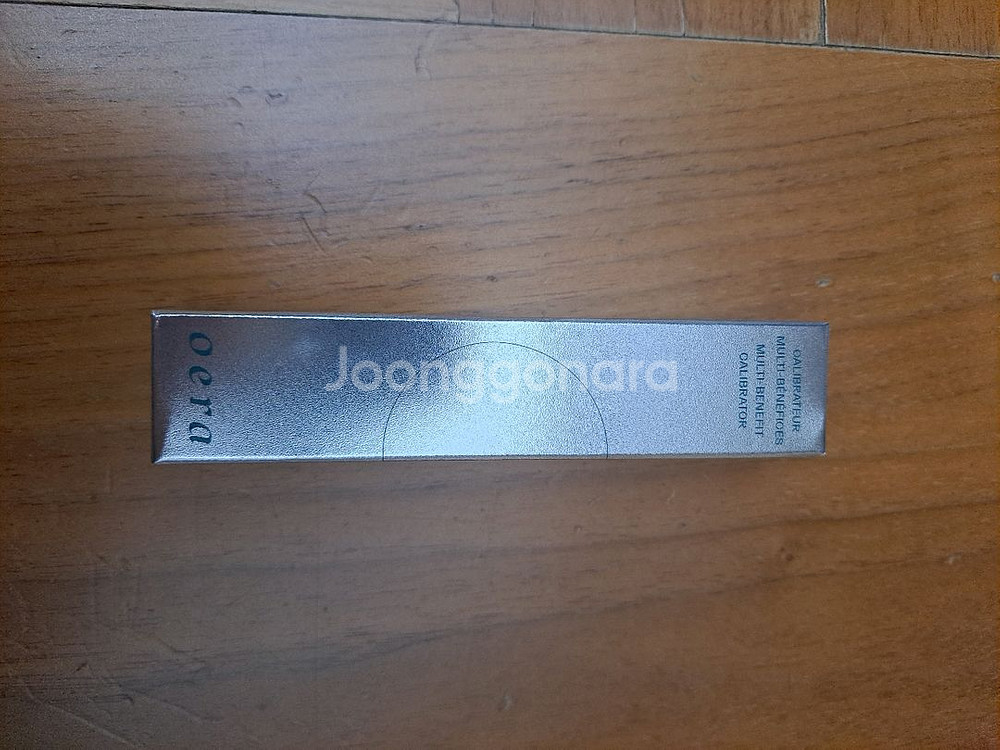 oera
CALIBRATEUR
MULTI-BÉNÉFICES
MULTI-BENEFIT
CALIBRATOR
Joonggonara